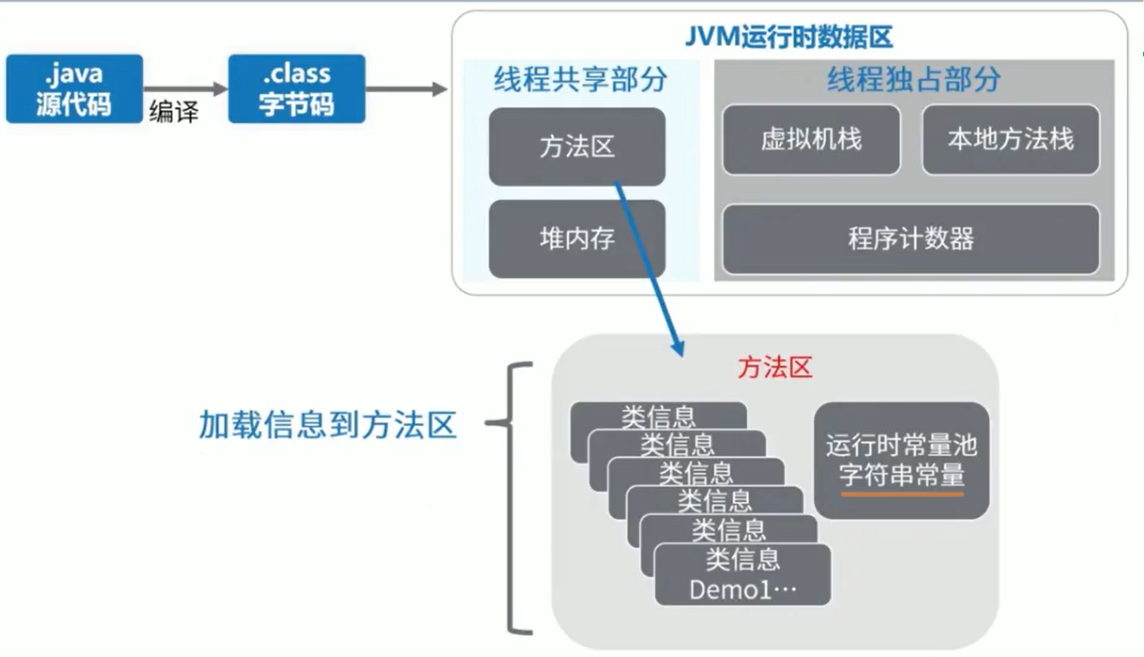 .java
源代码
编译
.class
字节码
JVM运行时数据区
线程共享部分
方法区
堆内存
线程独占部分
虚拟机栈
本地方法栈
程序计数器
加载信息到方法区
方法区
类信息
类信息
类信息
类信息
类信息
类信息
Demo1…
运行时常量池
字符串常量